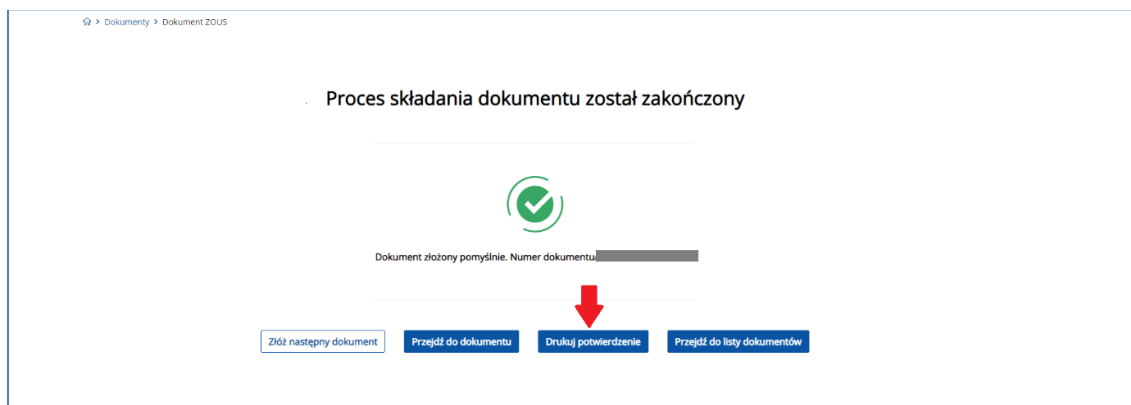 Dokumenty > Dokument ZOUS
Proces składania dokumentu został zakończony
Dokument złożony pomyślnie. Numer dokumentu
Złóż następny dokument
Przejdź do dokumentu
Drukuj potwierdzenie
Przejdź do listy dokumentów